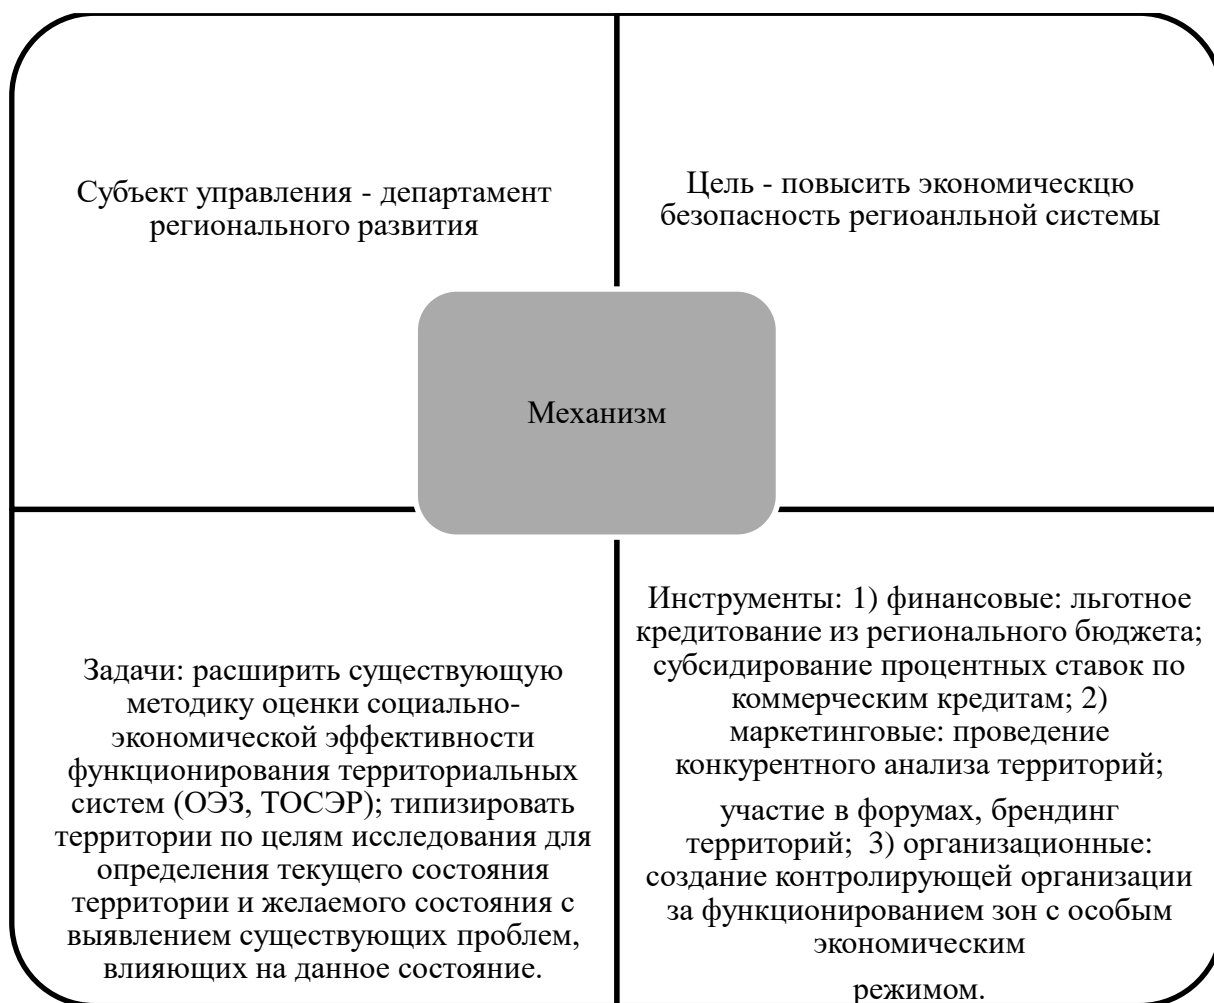 Субъект управления - департамент
регионального развития
Цель - повысить экономическцю
безопасность региоанльной системы
Механизм
Задачи: расширить существующую
методику оценки социально-
экономической эффективности
функционирования территориальных
систем (ОЭЗ, ТОСЭР); типизировать
территории по целям исследования для
определения текущего состояния
территории и желаемого состояния с
выявлением существующих проблем,
влияющих на данное состояние.
Инструменты: 1) финансовые: льготное
кредитование из регионального бюджета;
субсидирование процентных ставок по
коммерческим кредитам; 2)
маркетинговые: проведение
конкурентного анализа территорий;
участие в форумах, брендинг
территорий; 3) организационные:
создание контролирующей организации
за функционированием зон с особым
экономическим
режимом.